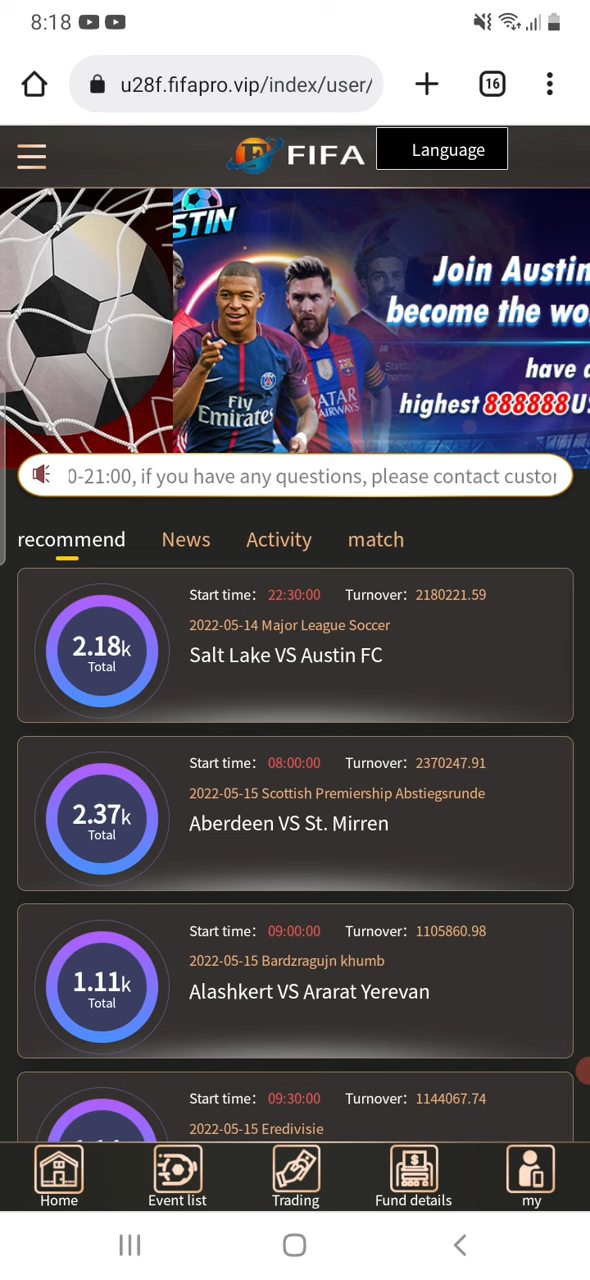 8:18
u28f.fifapro.vip/index/user/
16
FIFA
Language
STIN
Join Austin
become the wo
have a
highest 888888U
Fly
Emirates
QATAR
AIRWAYS
0-21:00, if you have any questions, please contact custor
recommend News Activity match
Start time: 22:30:00 Turnover: 2180221.59
2.18k
Total
2022-05-14 Major League Soccer
Salt Lake VS Austin FC
Start time: 08:00:00 Turnover: 2370247.91
2.37k
Total
2022-05-15 Scottish Premiership Abstiegsrunde
Aberdeen VS St. Mirren
Start time: 09:00:00 Turnover: 1105860.98
1.11k
Total
2022-05-15 Bardzragujn khumb
Alashkert VS Ararat Yerevan
Start time: 09:30:00 Turnover: 1144067.74
2022-05-15 Eredivisie
Home Event list Trading Fund details my